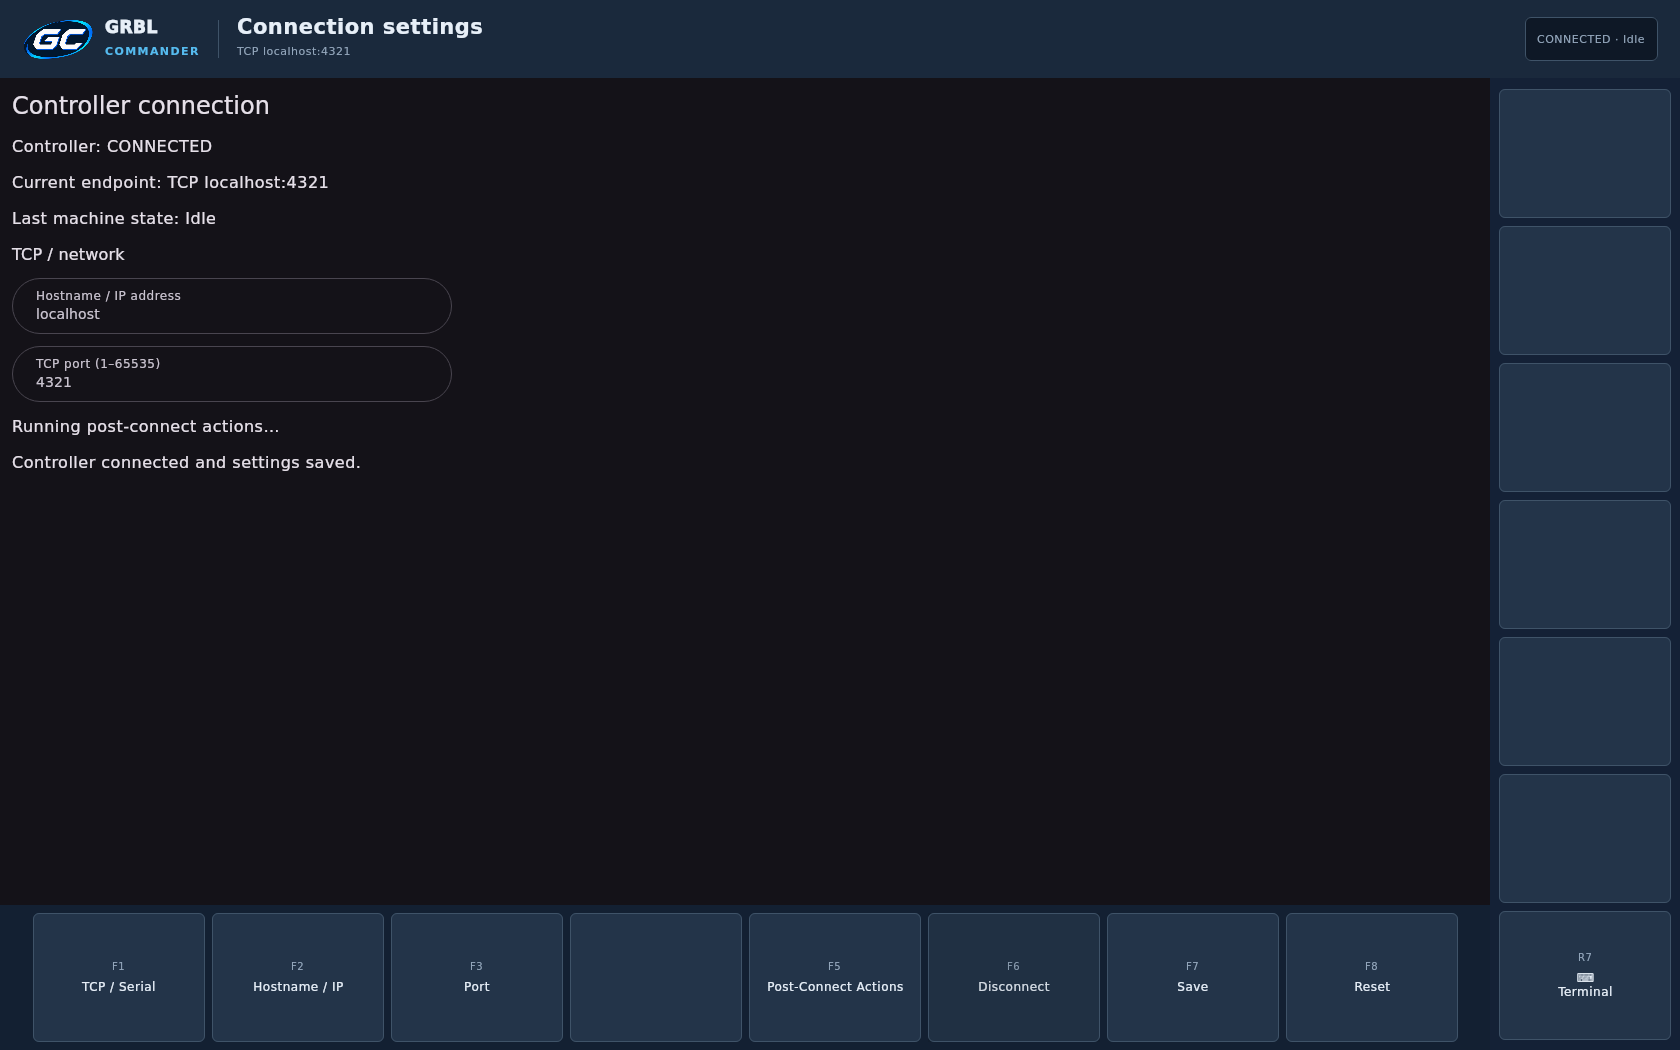 GC
GRBL
COMMANDER
Connection settings
TCP localhost:4321
CONNECTED · Idle
Controller connection
Controller: CONNECTED
Current endpoint: TCP localhost:4321
Last machine state: Idle
TCP / network
Hostname / IP address
localhost
TCP port (1–65535)
4321
Running post-connect actions...
Controller connected and settings saved.
F1
TCP / Serial
F2
Hostname / IP
F3
Port
F5
Post-Connect Actions
F6
Disconnect
F7
Save
F8
Reset
R7
⌨
Terminal